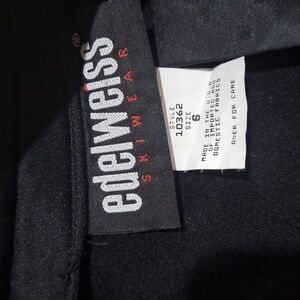 edelweiss
®
SKIWEAR
STYLE
10362
SIZE
6
MADE IN THE U.S.A.
OF IMPORTED AND
DOMESTIC FABRICS
OVER FOR CARE